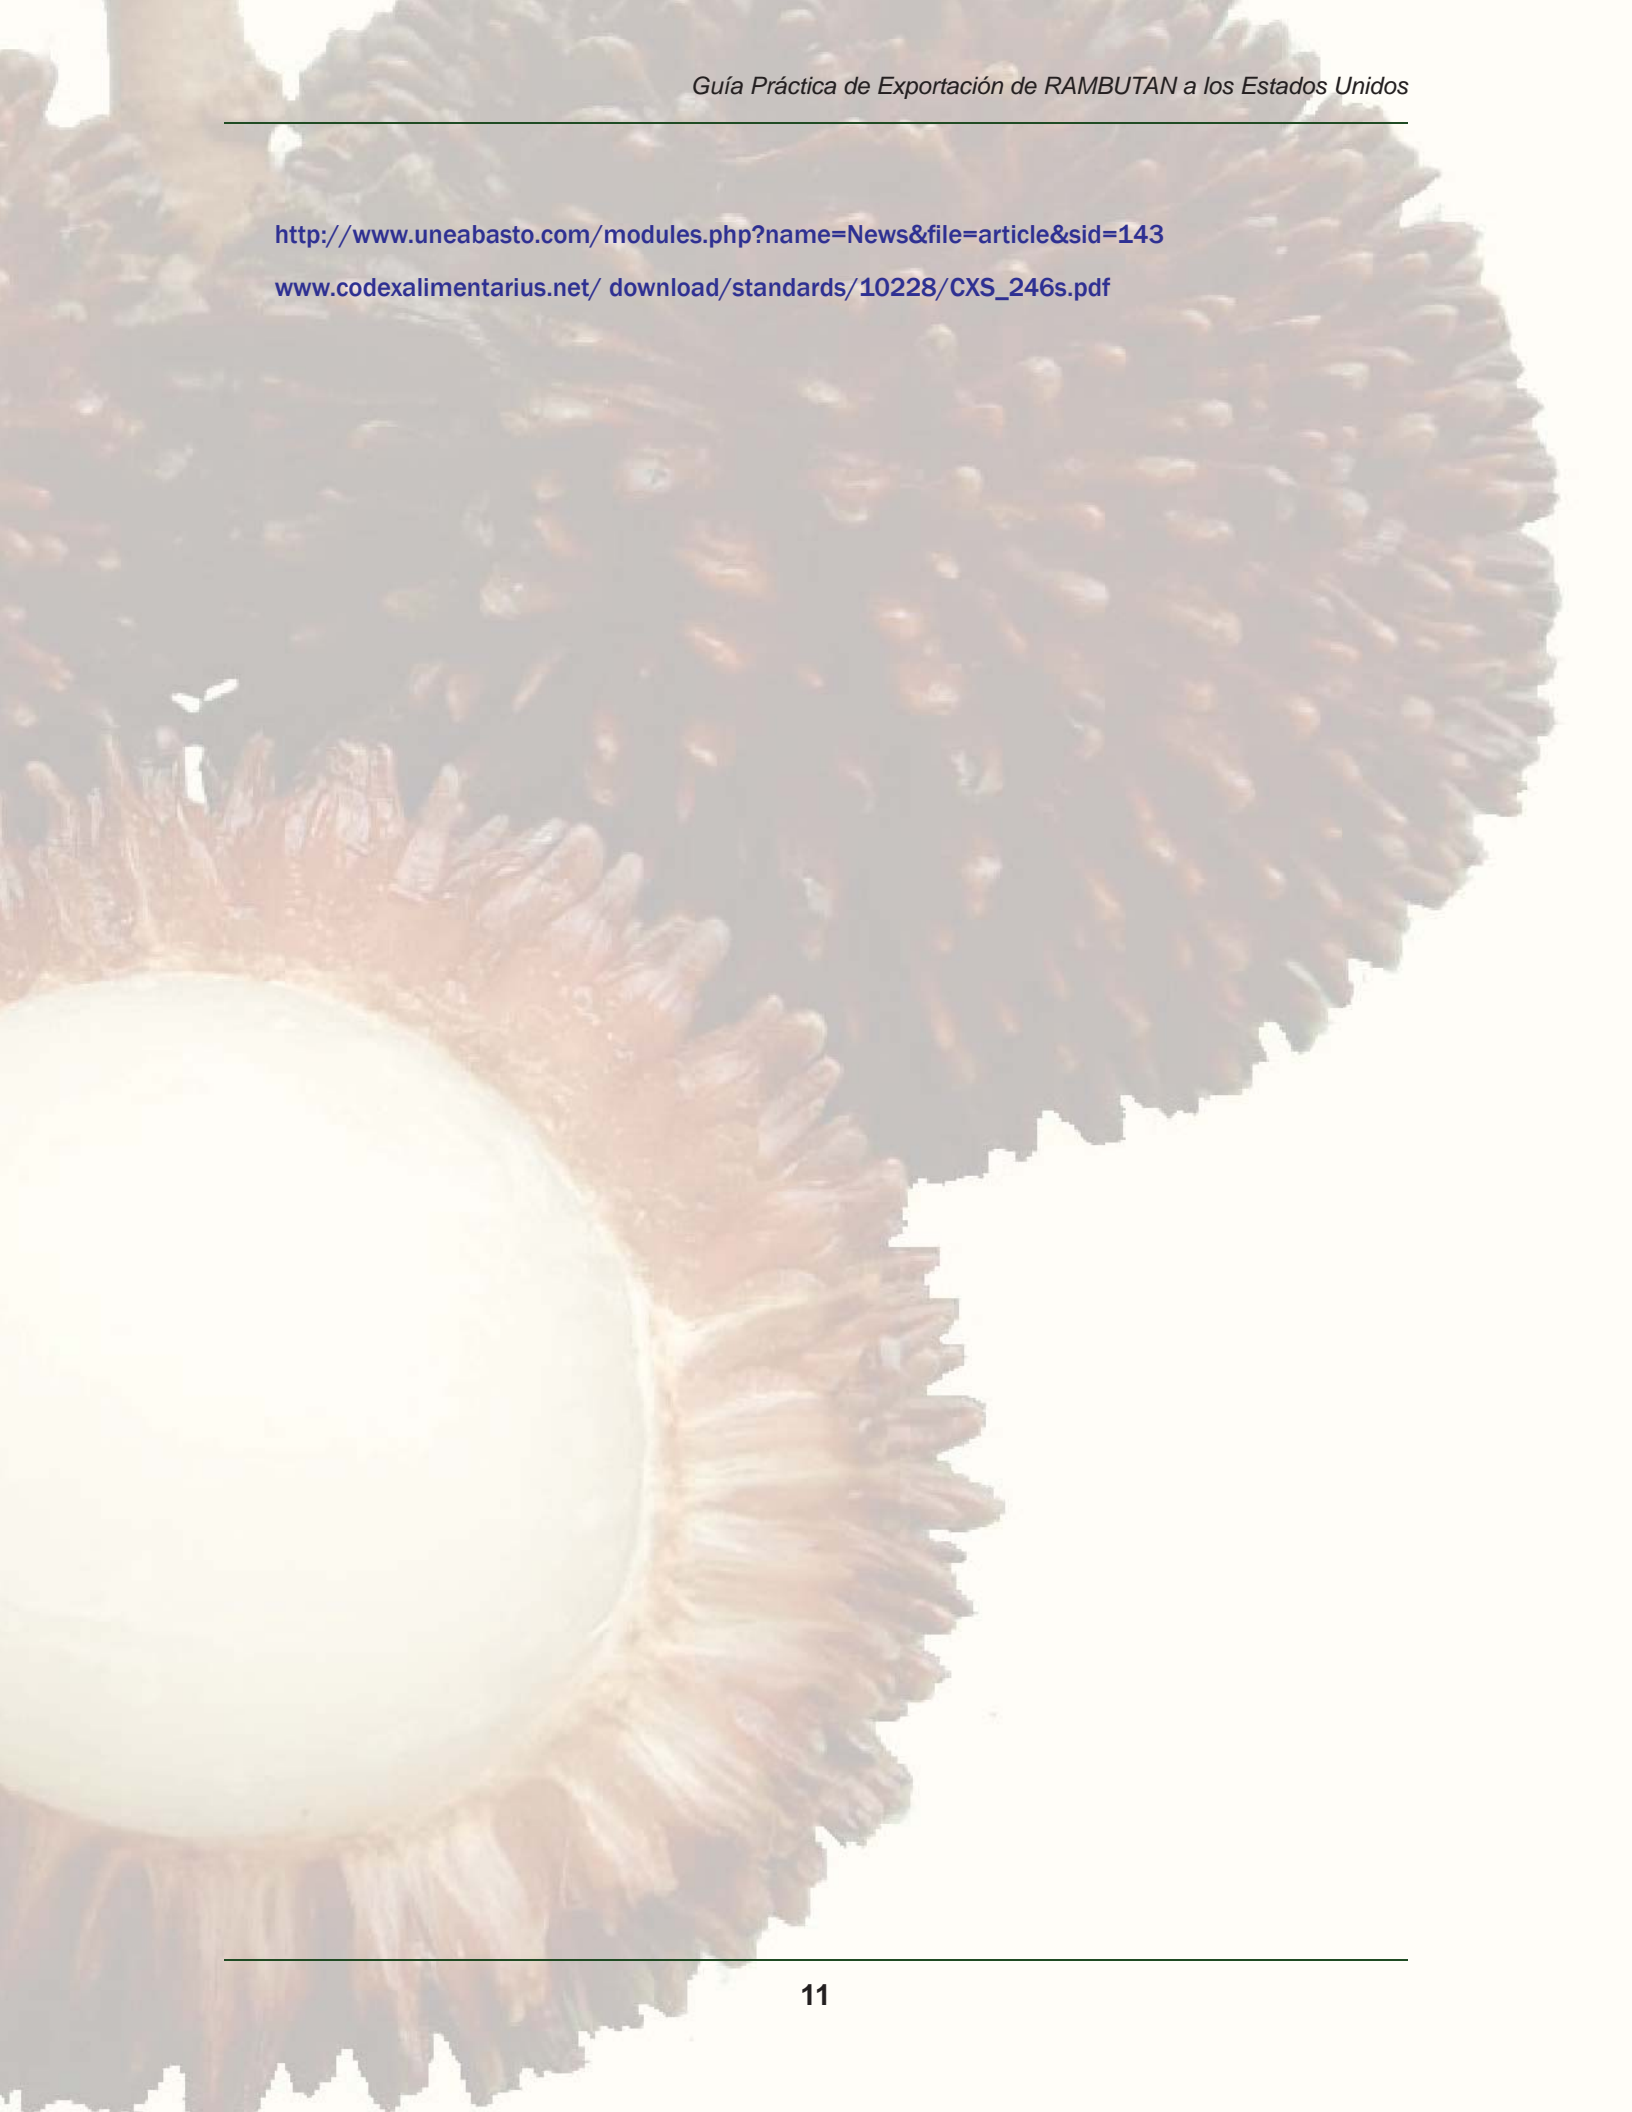 Guía Práctica de Exportación de RAMBUTAN a los Estados Unidos
http://www.uneabasto.com/modules.php?name=News&file=article&sid=143
www.codexalimentarius.net/ download/standards/10228/CXS_246s.pdf
11